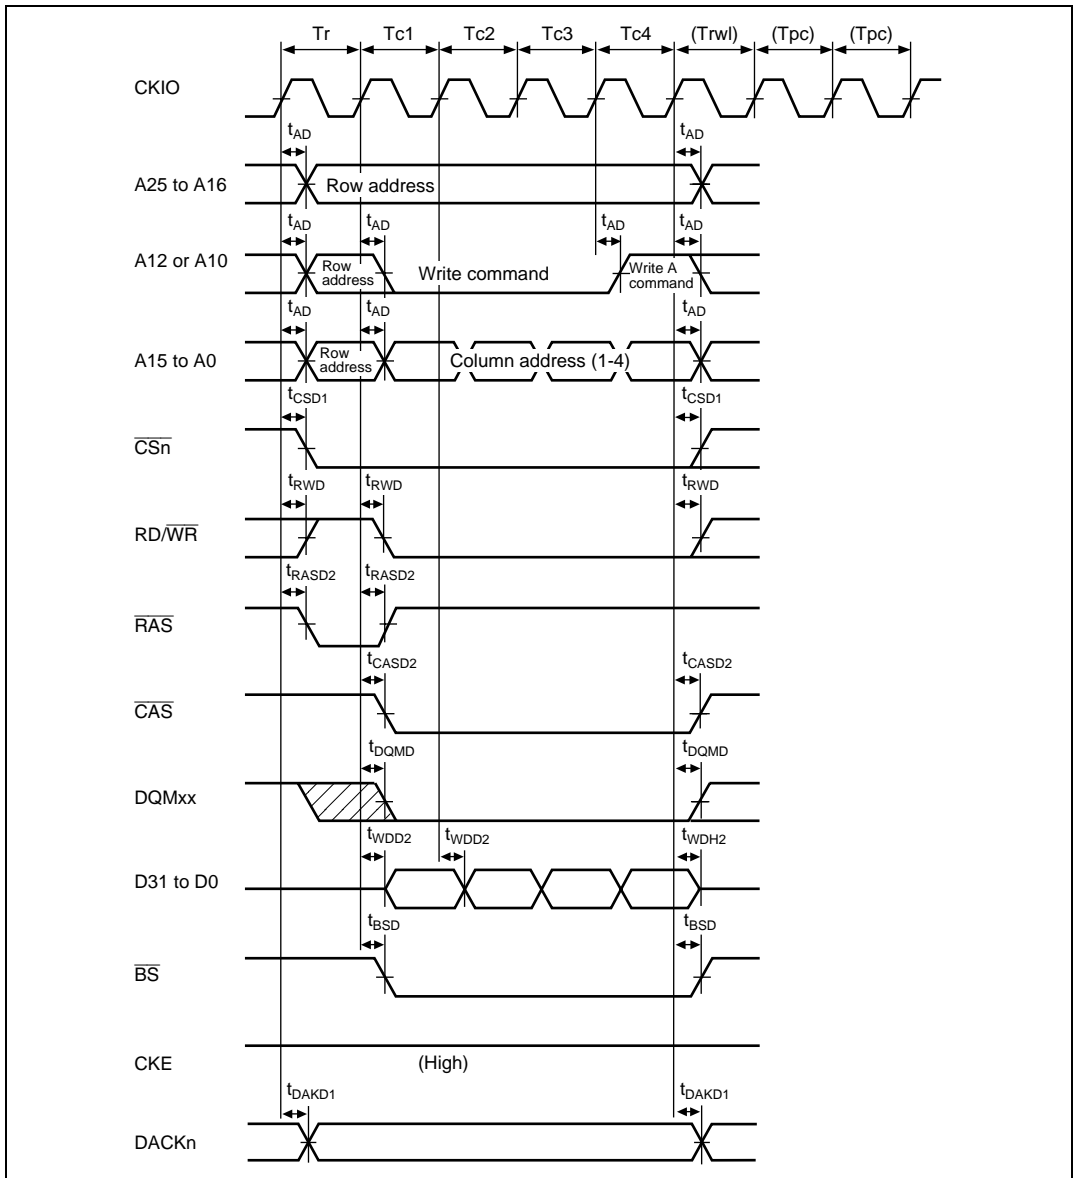 Tr Tc1 Tc2 Tc3 Tc4 (Trwl) (Tpc) (Tpc)
CKIO
tAD tAD
A25 to A16 Row address
tAD tAD tAD tAD
A12 or A10 Row address Write command Write A command
tAD tAD tAD
A15 to A0 Row address Column address (1-4)
tCSD1 tCSD1
CSn
tRWD tRWD tRWD
RD/WR
tRASD2 tRASD2
RAS
tCASD2 tCASD2
CAS
tDQMD tDQMD
DQMxx
tWDD2 tWDD2 tWDH2
D31 to D0
tBSD tBSD
BS
CKE (High)
tDAKD1 tDAKD1
DACKn